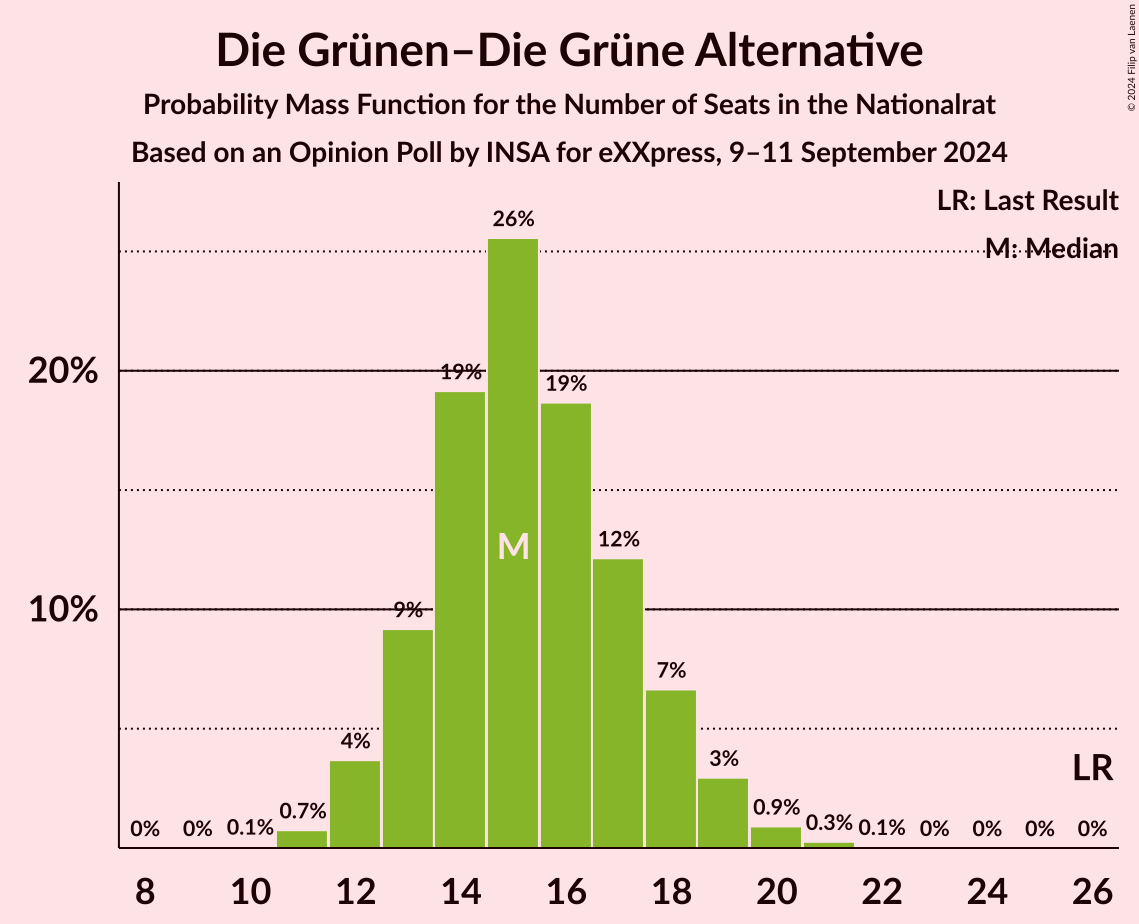 Die Grünen–Die Grüne Alternative
Probability Mass Function for the Number of Seats in the Nationalrat
Based on an Opinion Poll by INSA for eXXpress, 9–11 September 2024
© 2024 Filip van Laenen
LR: Last Result
M: Median
26%
20%
19%
19%
M
12%
10%
9%
7%
4%
3%
LR
0%
0%
0.1%
0.7%
0.9%
0.3%
0.1%
0%
0%
0%
0%
8 10 12 14 16 18 20 22 24 26